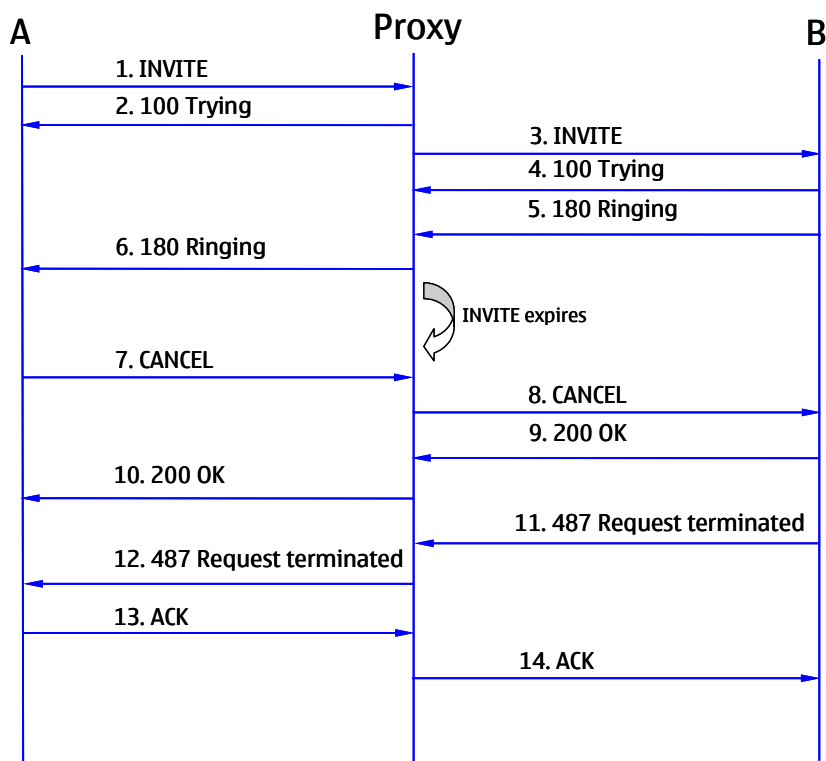 A
Proxy
B
1. INVITE
2. 100 Trying
3. INVITE
4. 100 Trying
5. 180 Ringing
6. 180 Ringing
INVITE expires
7. CANCEL
8. CANCEL
9. 200 OK
10. 200 OK
11. 487 Request terminated
12. 487 Request terminated
13. ACK
14. ACK